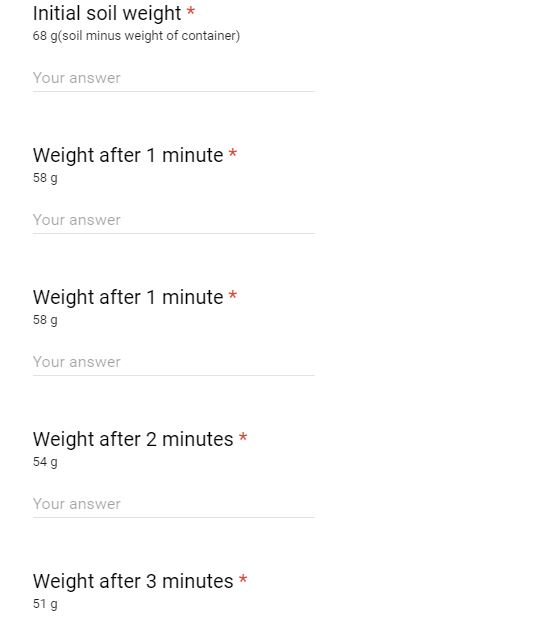 Initial soil weight *
68 g(soil minus weight of container)
Your answer
Weight after 1 minute *
58 g
Your answer
Weight after 1 minute *
58 g
Your answer
Weight after 2 minutes *
54 g
Your answer
Weight after 3 minutes *
51 g